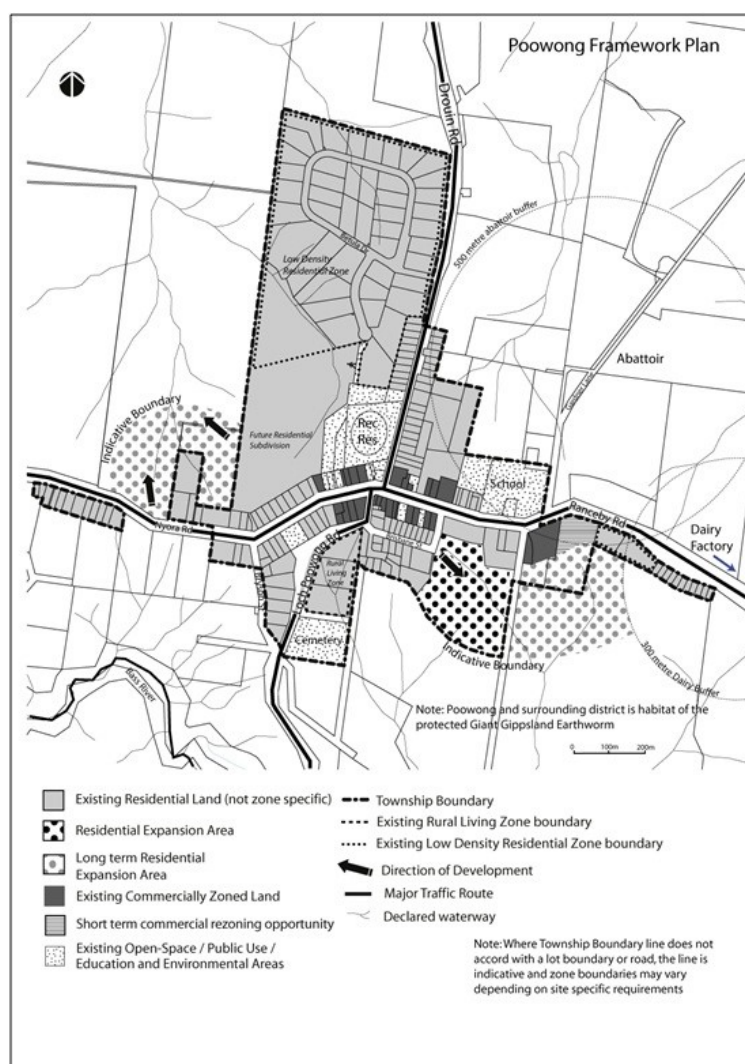 Poowong Framework Plan
Drouin Rd
500 metre abattoir buffer
Low Density
Residential Zone
Abattoir
Gardner Lane
Indicative Boundary
Rec
Res
Future Residential
Subdivision
School
Ranceby Rd
Nyora Rd
Dairy
Factory
Loch Poowong Rd
Rural
Living
Zone
Cemetery
Indicative Boundary
300 metre Dairy Buffer
Bass River
Note: Poowong and surrounding district is habitat of the
protected Giant Gippsland Earthworm
0 100m 200m
Existing Residential Land (not zone specific)
Residential Expansion Area
Long term Residential
Expansion Area
Existing Commercially Zoned Land
Short term commercial rezoning opportunity
Existing Open-Space / Public Use /
Education and Environmental Areas
Township Boundary
Existing Rural Living Zone boundary
Existing Low Density Residential Zone boundary
Direction of Development
Major Traffic Route
Declared waterway
Note: Where Township Boundary line does not
accord with a lot boundary or road, the line is
indicative and zone boundaries may vary
depending on site specific requirements